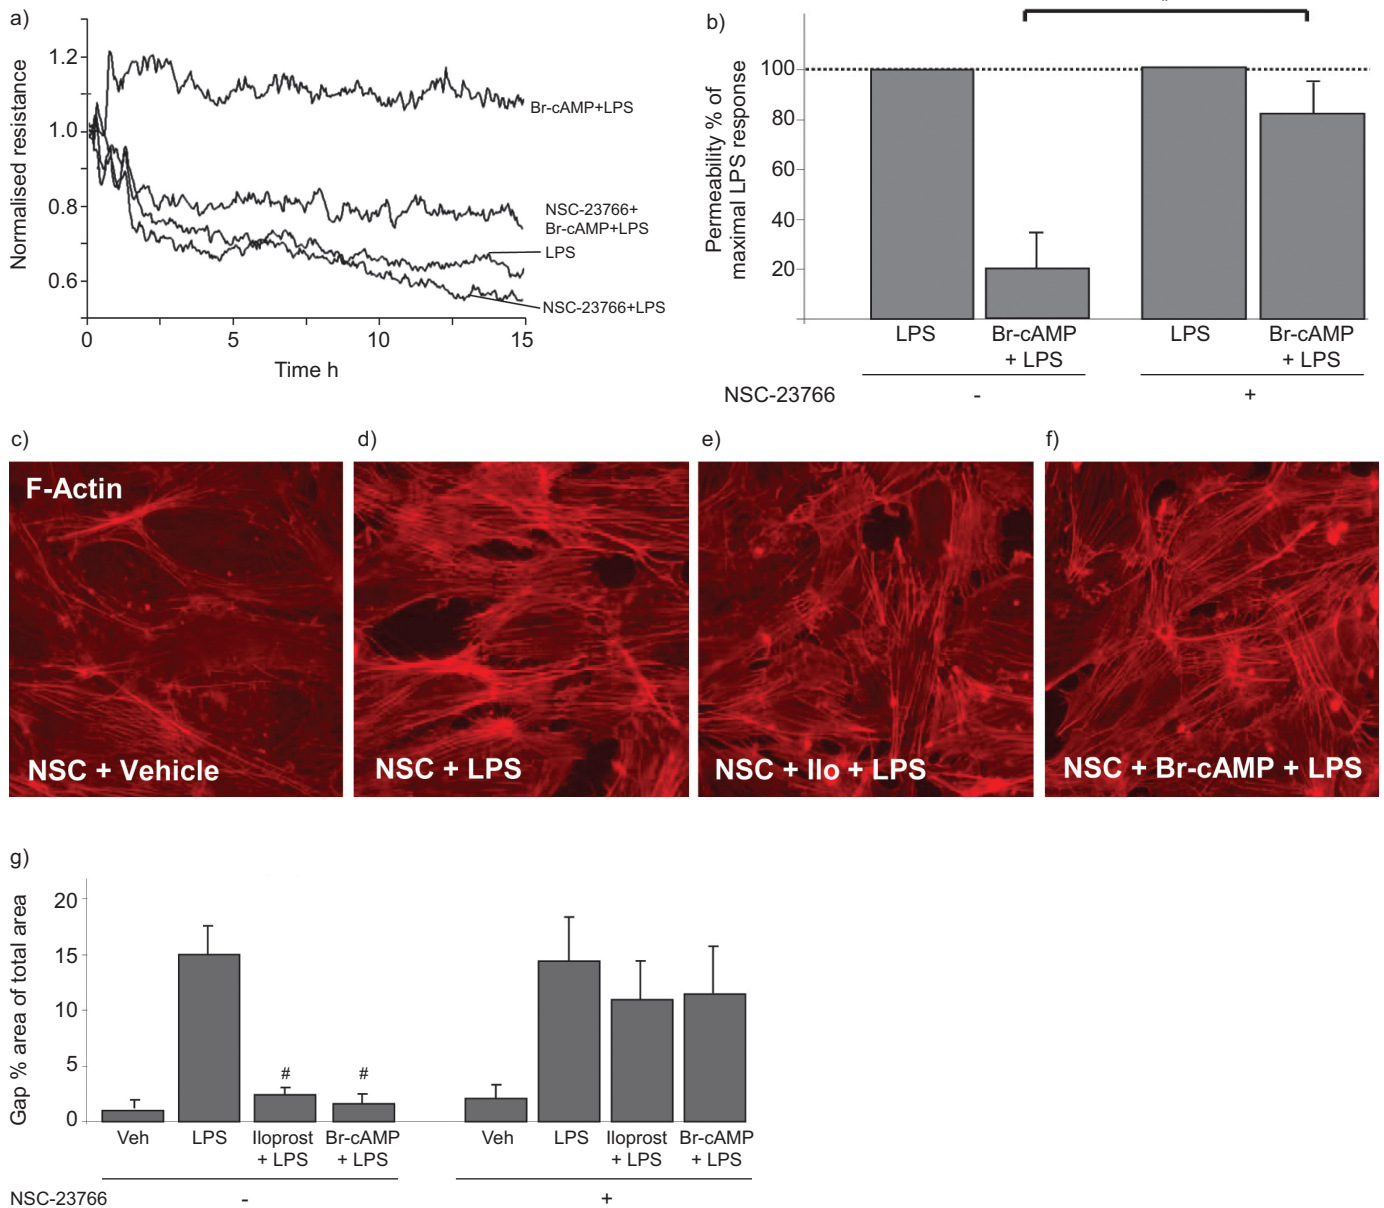 a)
Normalised resistance
1.2
1.0
0.8
0.6
0
5
10
15
Time h
Br-cAMP+LPS
NSC-23766+
Br-cAMP+LPS
LPS
NSC-23766+LPS
b)
Permeability % of
maximal LPS response
100
80
60
40
20
LPS
Br-cAMP
+ LPS
LPS
Br-cAMP
+ LPS
NSC-23766
-
+
c)
d)
e)
f)
F-Actin
NSC + Vehicle
NSC + LPS
NSC + Ilo + LPS
NSC + Br-cAMP + LPS
g)
Gap % area of total area
20
15
10
5
0
#
#
Veh
LPS
Iloprost
+ LPS
Br-cAMP
+ LPS
Veh
LPS
Iloprost
+ LPS
Br-cAMP
+ LPS
NSC-23766
-
+